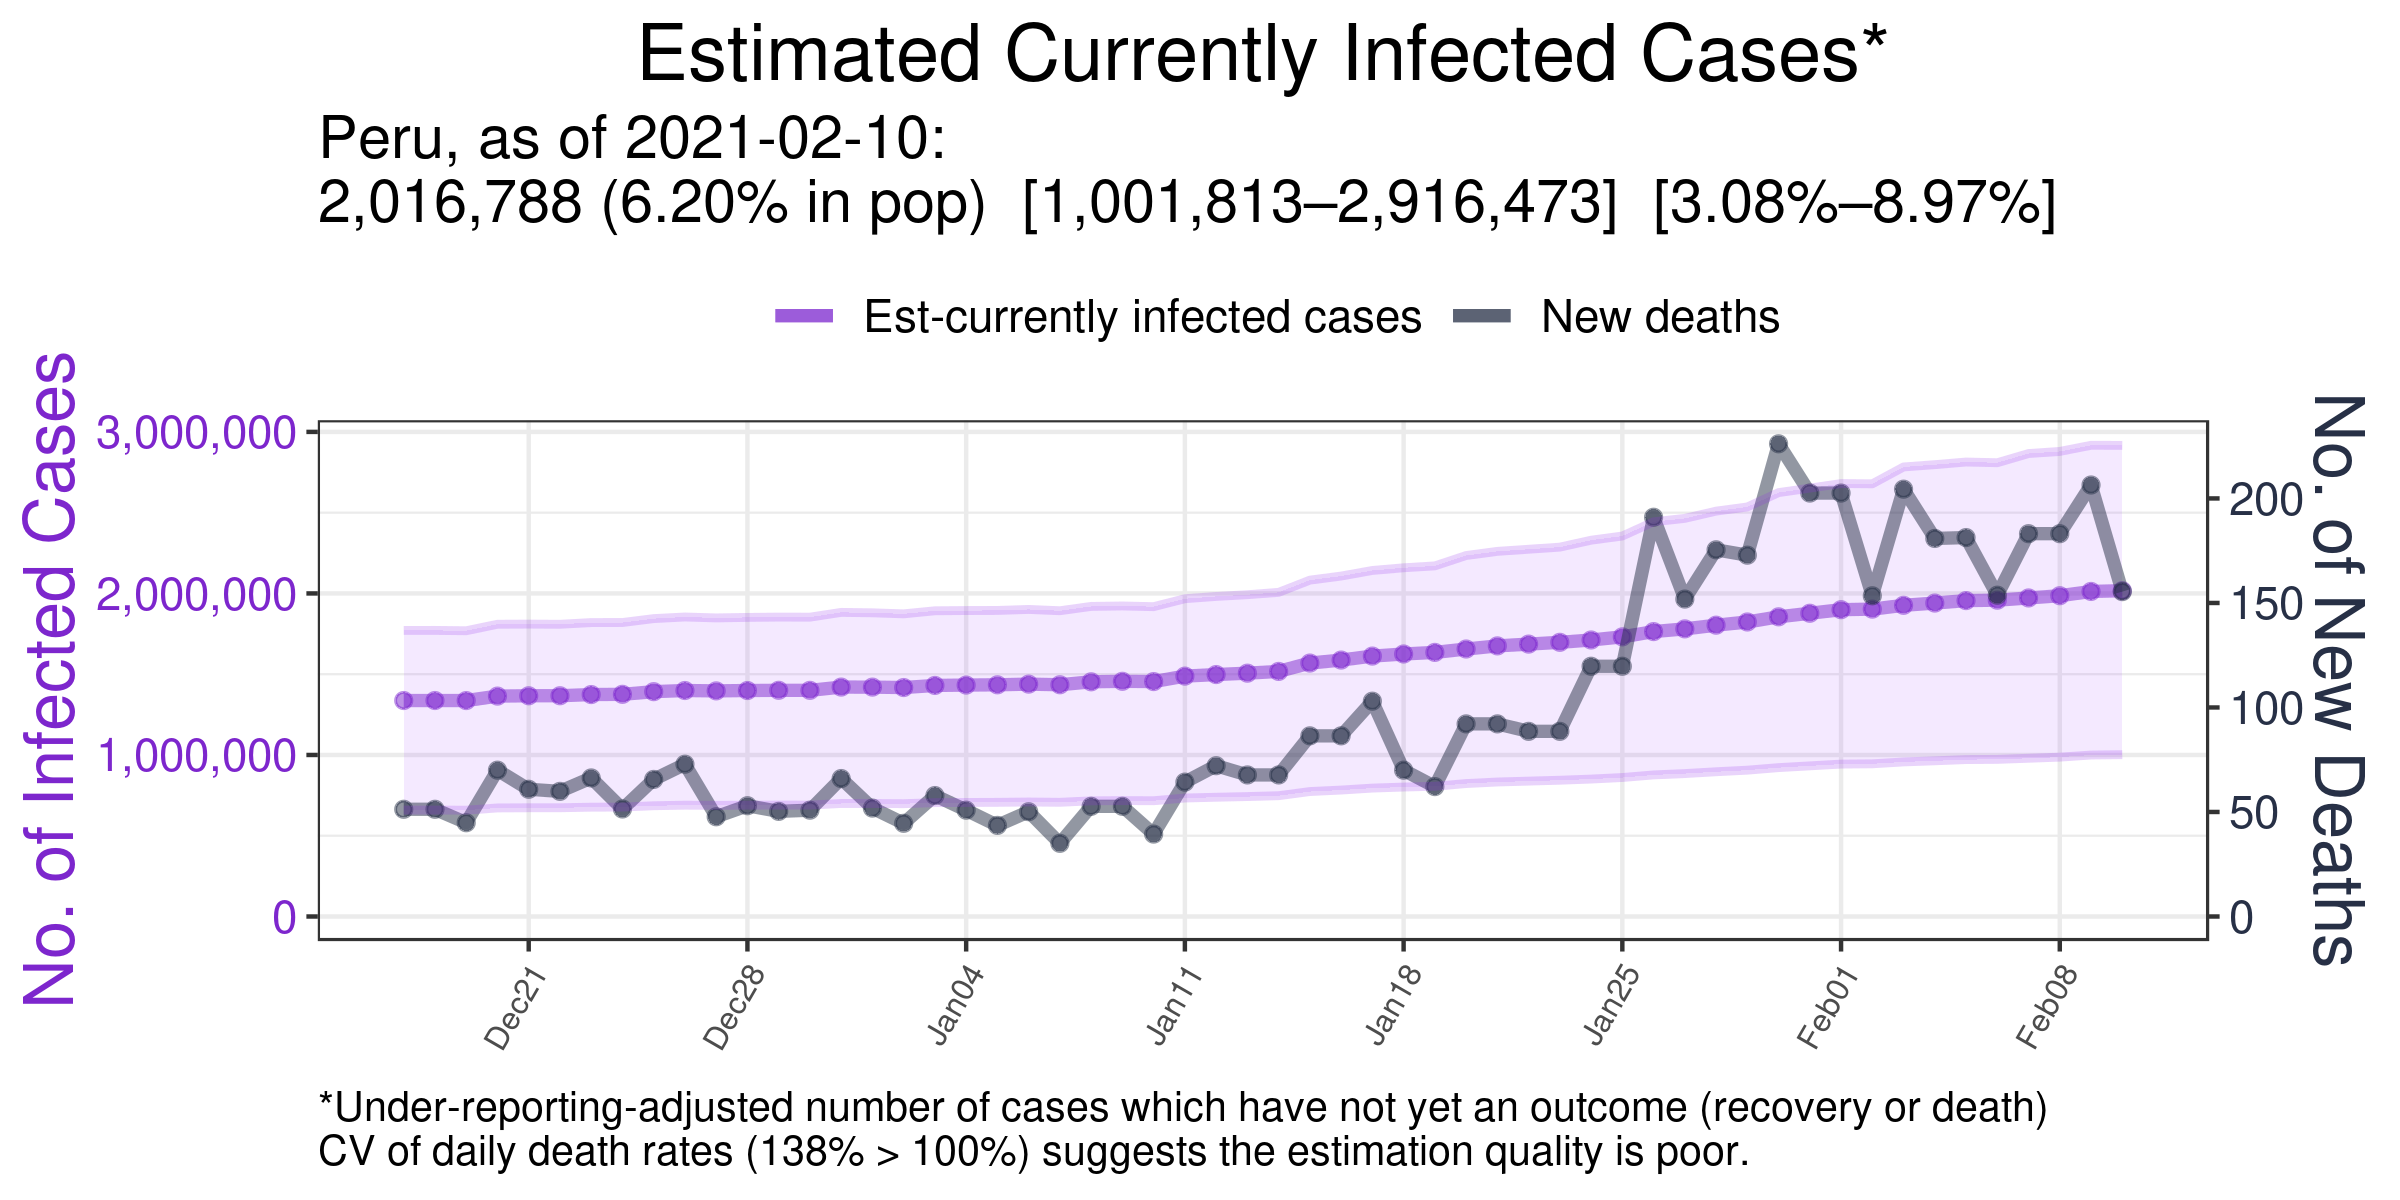 Estimated Currently Infected Cases*
Peru, as of 2021-02-10:
2,016,788 (6.20% in pop)  [1,001,813–2,916,473]  [3.08%–8.97%]
Est-currently infected cases
New deaths
No. of Infected Cases
3,000,000
2,000,000
1,000,000
0
200
150
100
50
0
No. of New Deaths
Dec21
Dec28
Jan04
Jan11
Jan18
Jan25
Feb01
Feb08
*Under-reporting-adjusted number of cases which have not yet an outcome (recovery or death)
CV of daily death rates (138% > 100%) suggests the estimation quality is poor.